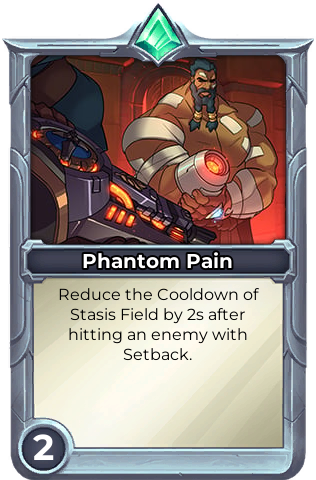 Phantom Pain
Reduce the Cooldown of
Stasis Field by 2s after
hitting an enemy with
Setback.
2